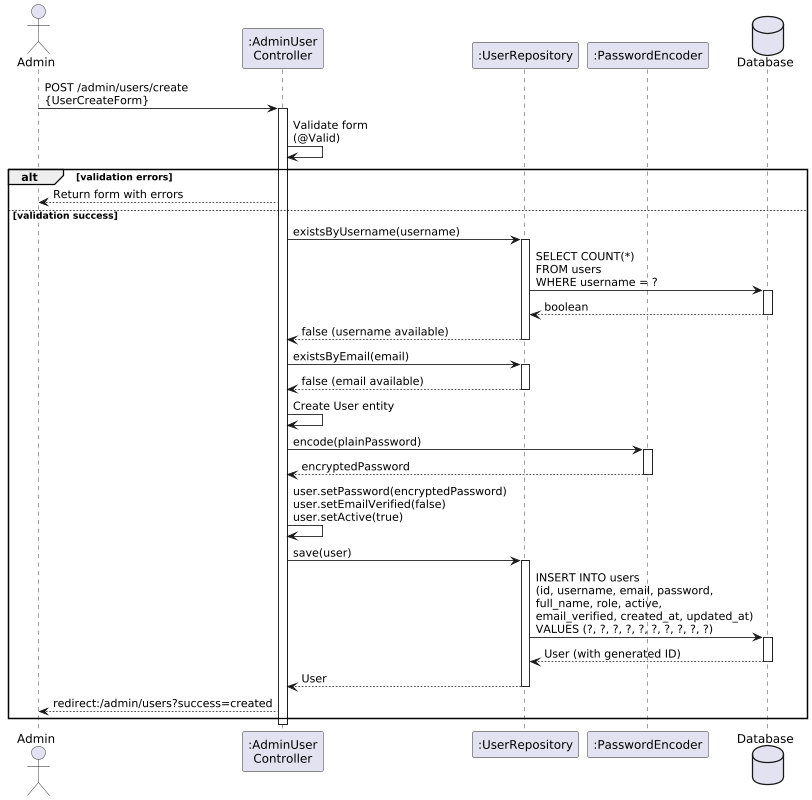 Admin
:AdminUser
Controller
:UserRepository
:PasswordEncoder
Database
POST /admin/users/create
{UserCreateForm}
Validate form
(@Valid)
alt
[validation errors]
Return form with errors
[validation success]
existsByUsername(username)
SELECT COUNT(*)
FROM users
WHERE username = ?
boolean
false (username available)
existsByEmail(email)
false (email available)
Create User entity
encode(plainPassword)
encryptedPassword
user.setPassword(encryptedPassword)
user.setEmailVerified(false)
user.setActive(true)
save(user)
INSERT INTO users
(id, username, email, password,
full_name, role, active,
email_verified, created_at, updated_at)
VALUES (?, ?, ?, ?, ?, ?, ?, ?, ?, ?)
User (with generated ID)
User
redirect:/admin/users?success=created
Admin
:AdminUser
Controller
:UserRepository
:PasswordEncoder
Database